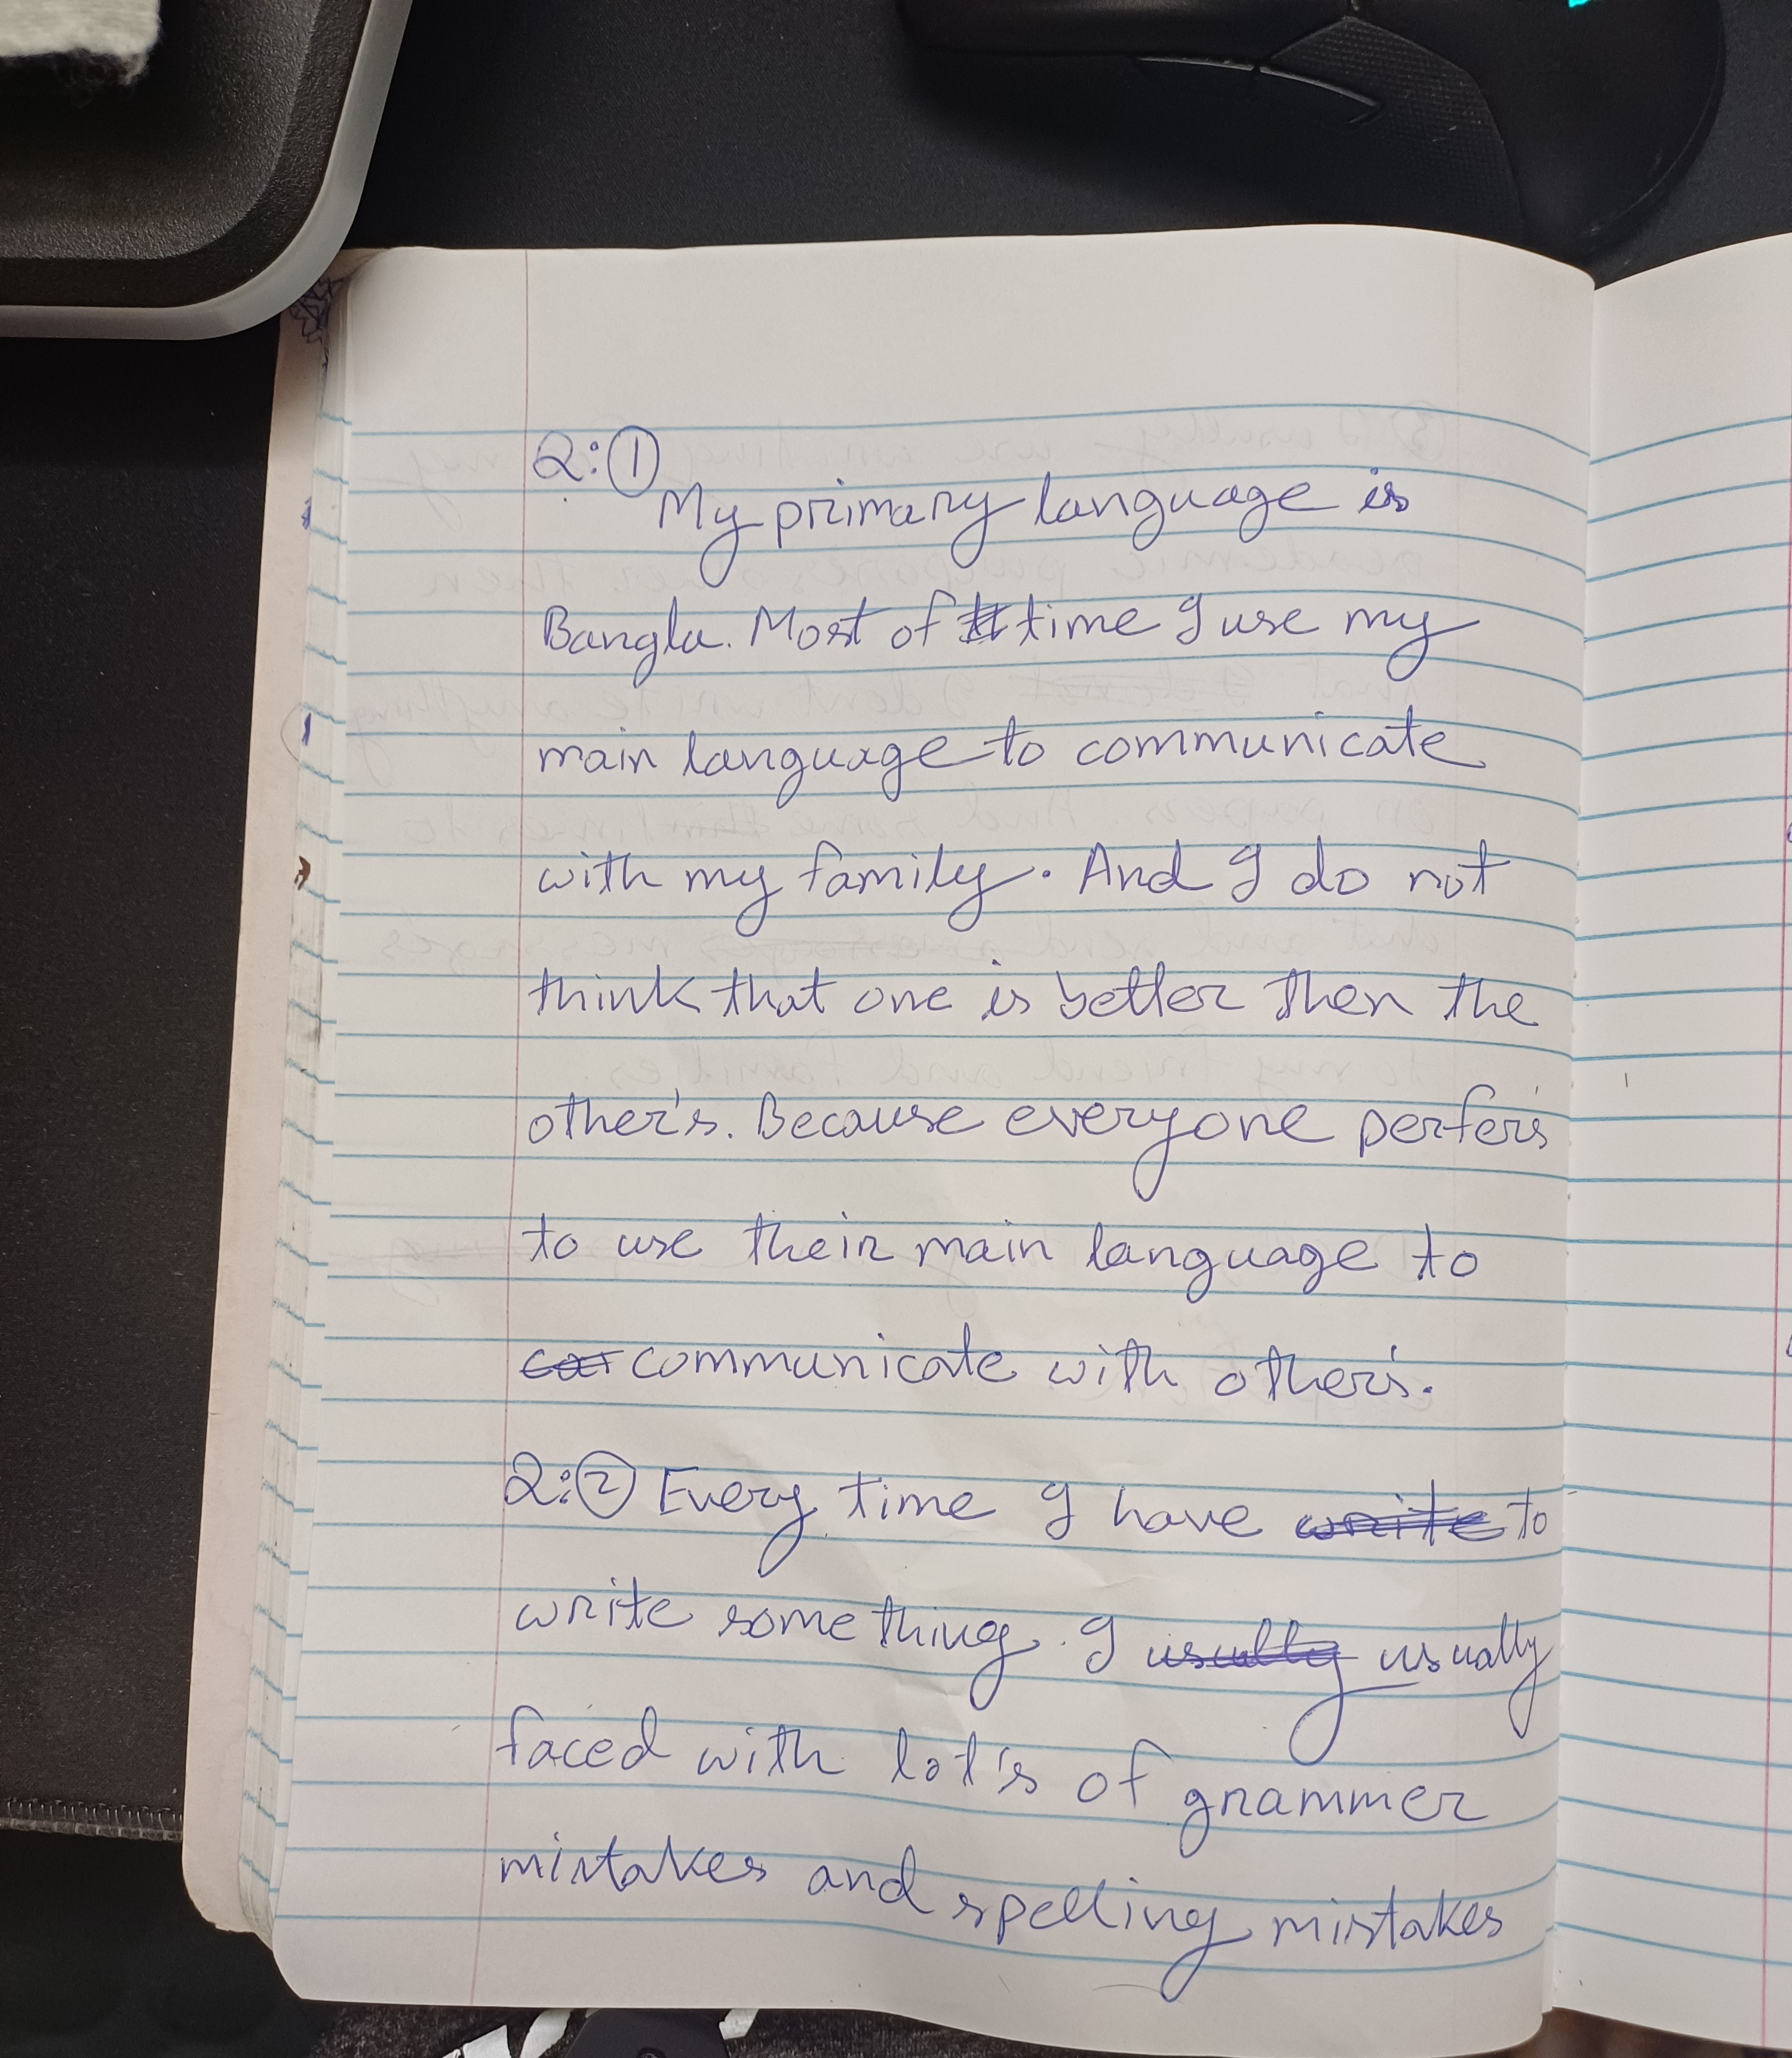 Q:① My primary language is
Bangla. Most of time I use my
main language to communicate
with my family. And I do not
think that one is better then the
other's. Because everyone perfers
to use their main language to
communicate with other's.
Q:② Every time I have write to
write something. I usully usually
faced with lot's of grammer
mistakes and spelling mistakes